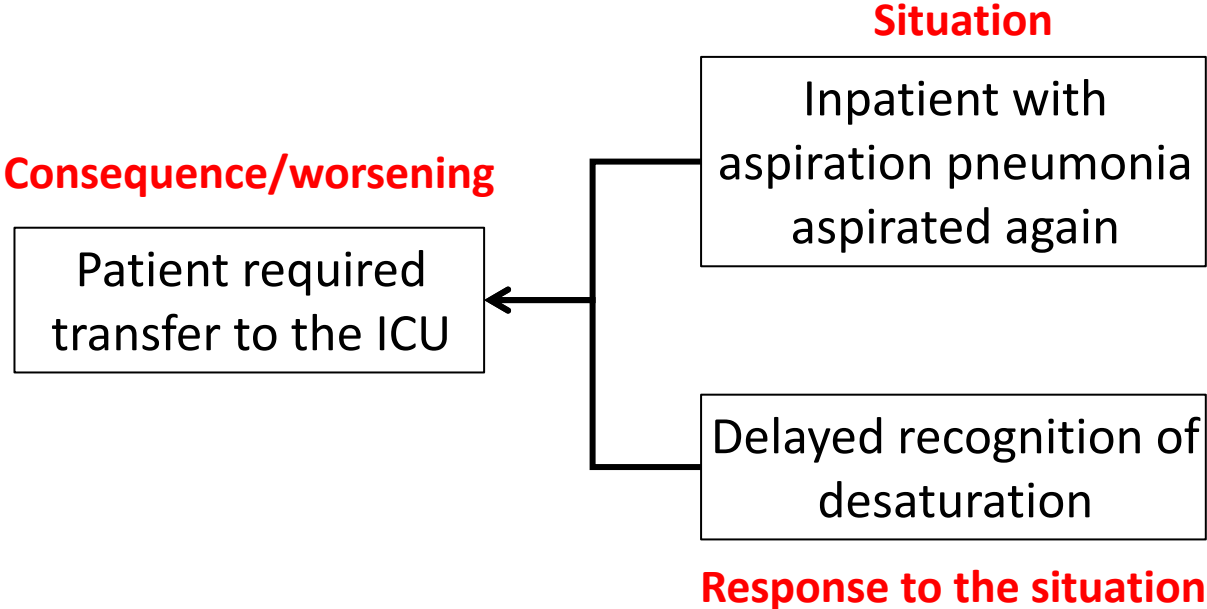 Situation
Inpatient with
aspiration pneumonia
aspirated again
Consequence/worsening
Patient required
transfer to the ICU
Delayed recognition of
desaturation
Response to the situation